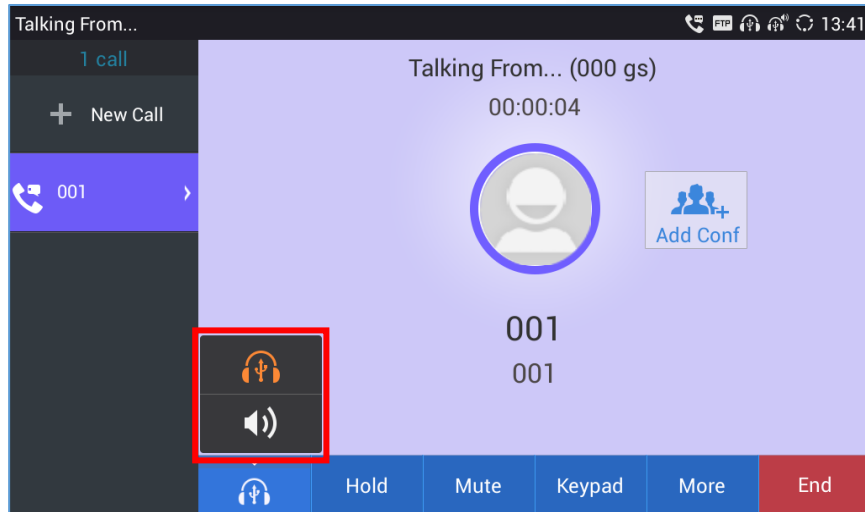 Talking From...
FTP 13:41
1 call
New Call
001
Talking From... (000 gs)
00:00:04
Add Conf
001
001
Hold Mute Keypad More End